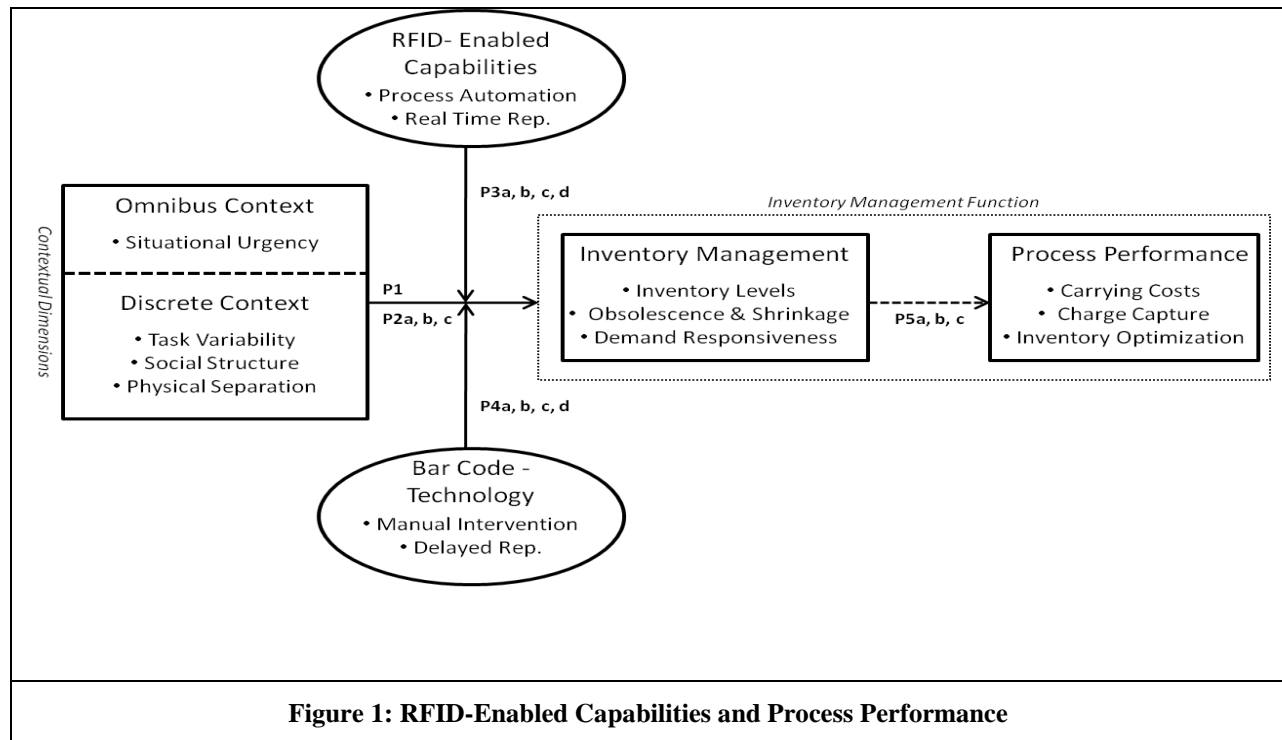 RFID- Enabled
Capabilities
• Process Automation
• Real Time Rep.
P3a, b, c, d
Contextual Dimensions
Omnibus Context
• Situational Urgency
Discrete Context
• Task Variability
• Social Structure
• Physical Separation
P1
P2a, b, c
Inventory Management Function
Inventory Management
• Inventory Levels
• Obsolescence & Shrinkage
• Demand Responsiveness
P5a, b, c
Process Performance
• Carrying Costs
• Charge Capture
• Inventory Optimization
P4a, b, c, d
Bar Code -
Technology
• Manual Intervention
• Delayed Rep.
Figure 1: RFID-Enabled Capabilities and Process Performance